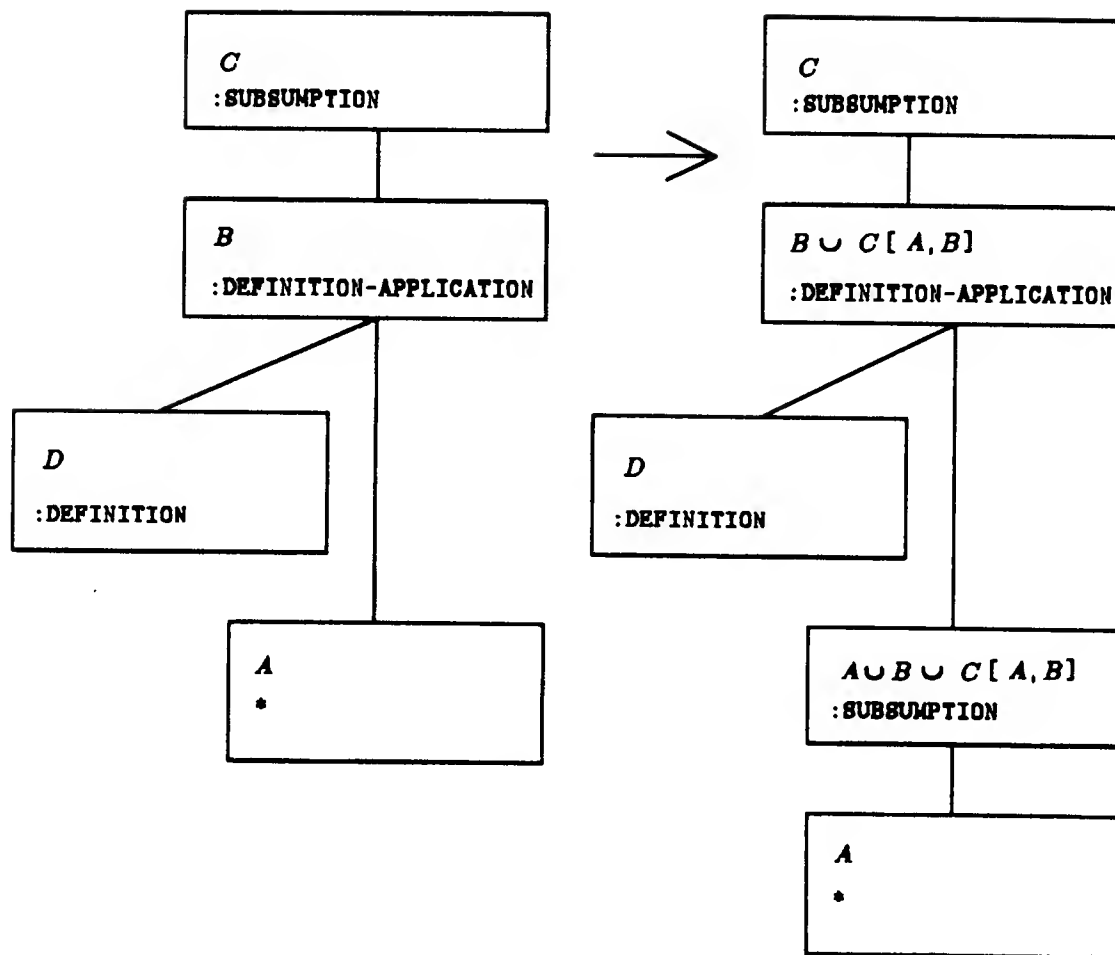 C
:SUBSUMPTION
B
:DEFINITION-APPLICATION
D
:DEFINITION
A
*
C
:SUBSUMPTION
B ∪ C [ A, B]
:DEFINITION-APPLICATION
D
:DEFINITION
A ∪ B ∪ C [ A, B]
:SUBSUMPTION
A
*